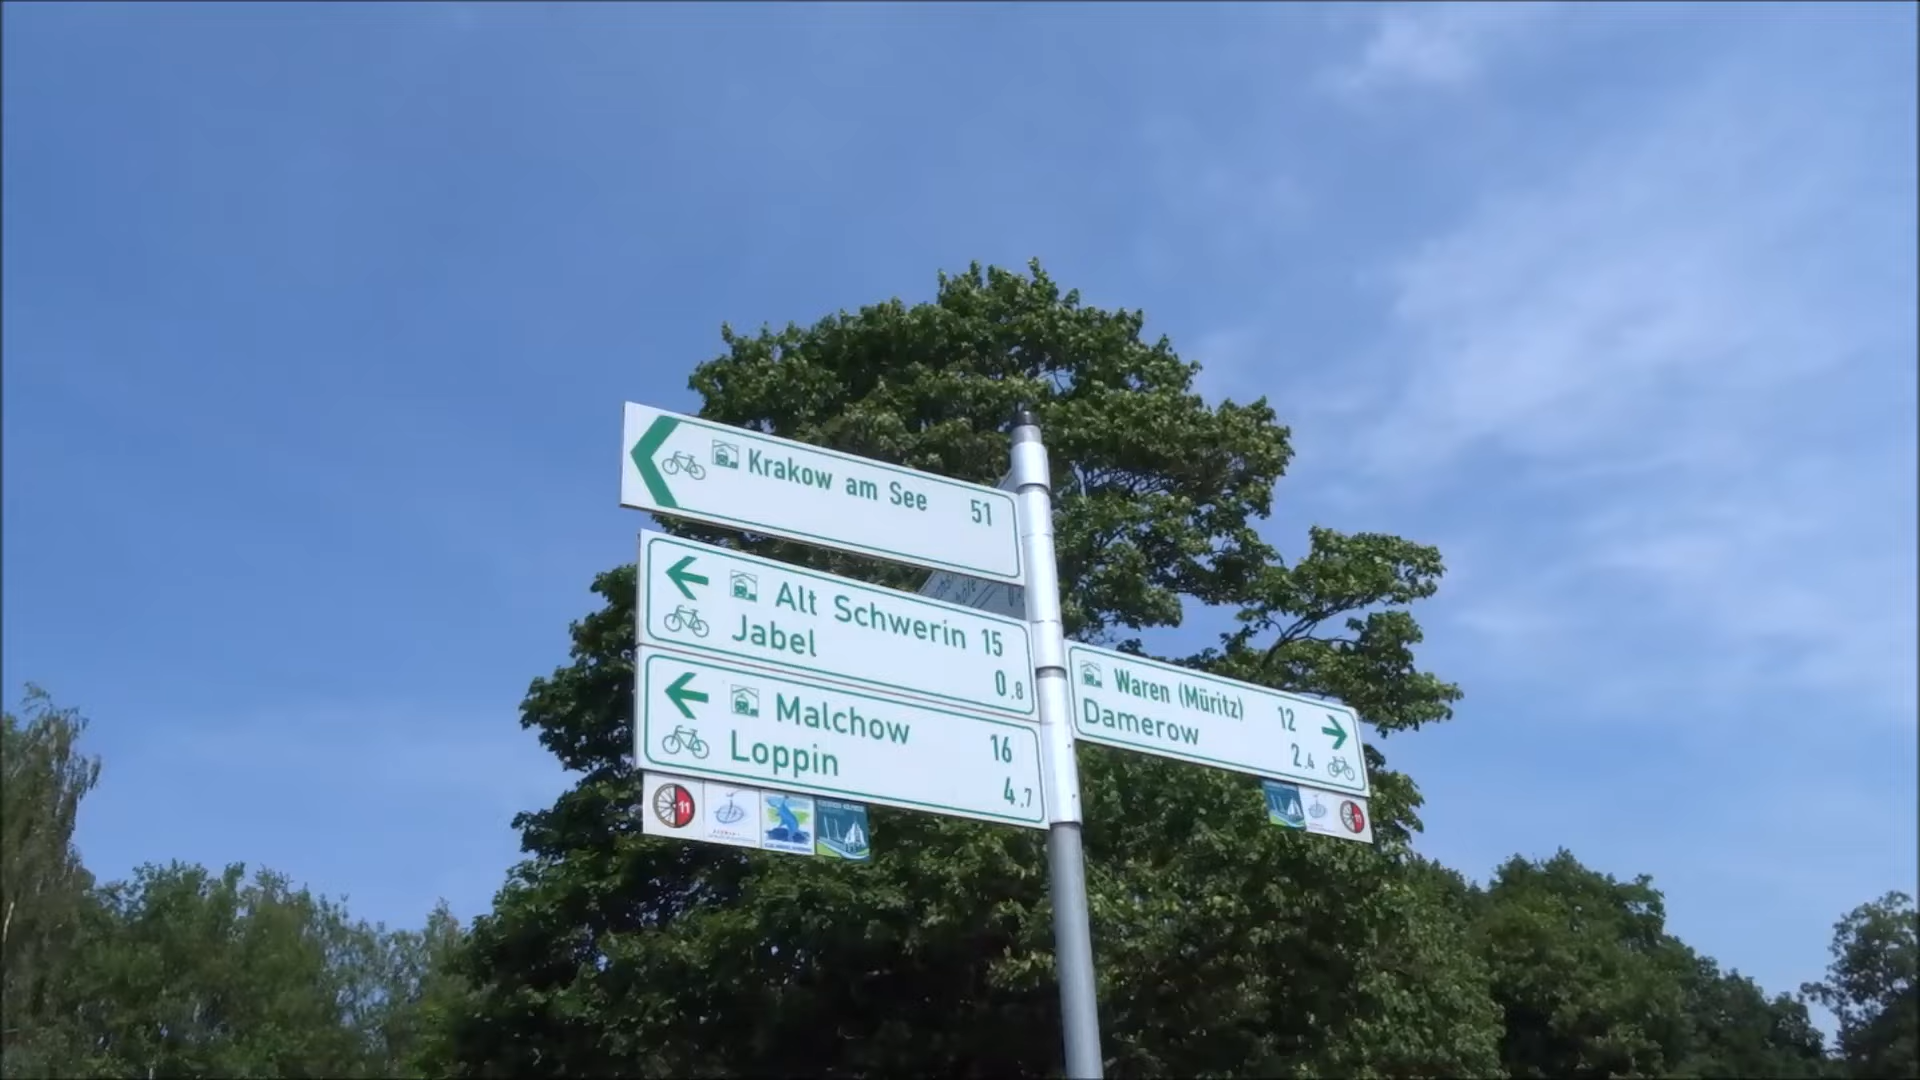 Krakow am See 51
Alt Schwerin 15
Jabel 0.8
Malchow 16
Loppin 4.7
11
Waren (Müritz) 12
Damerow 2.4
11